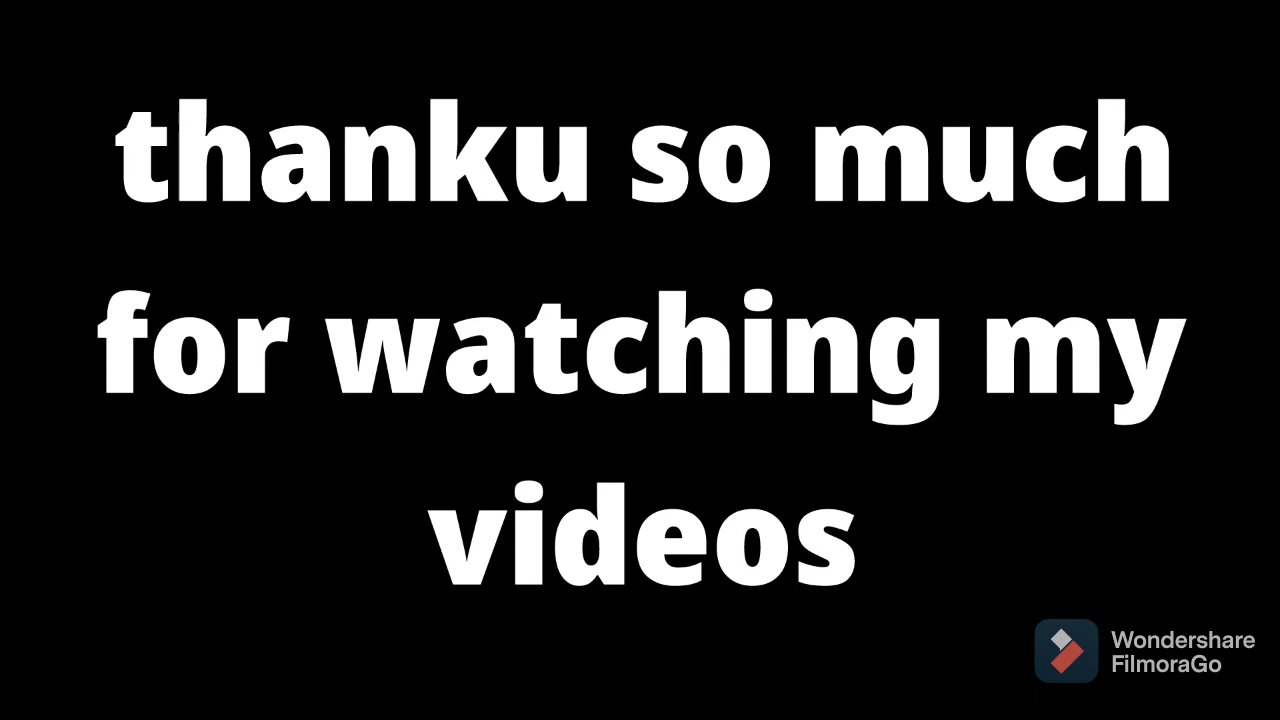 thanku so much
for watching my
videos
Wondershare
FilmoraGo